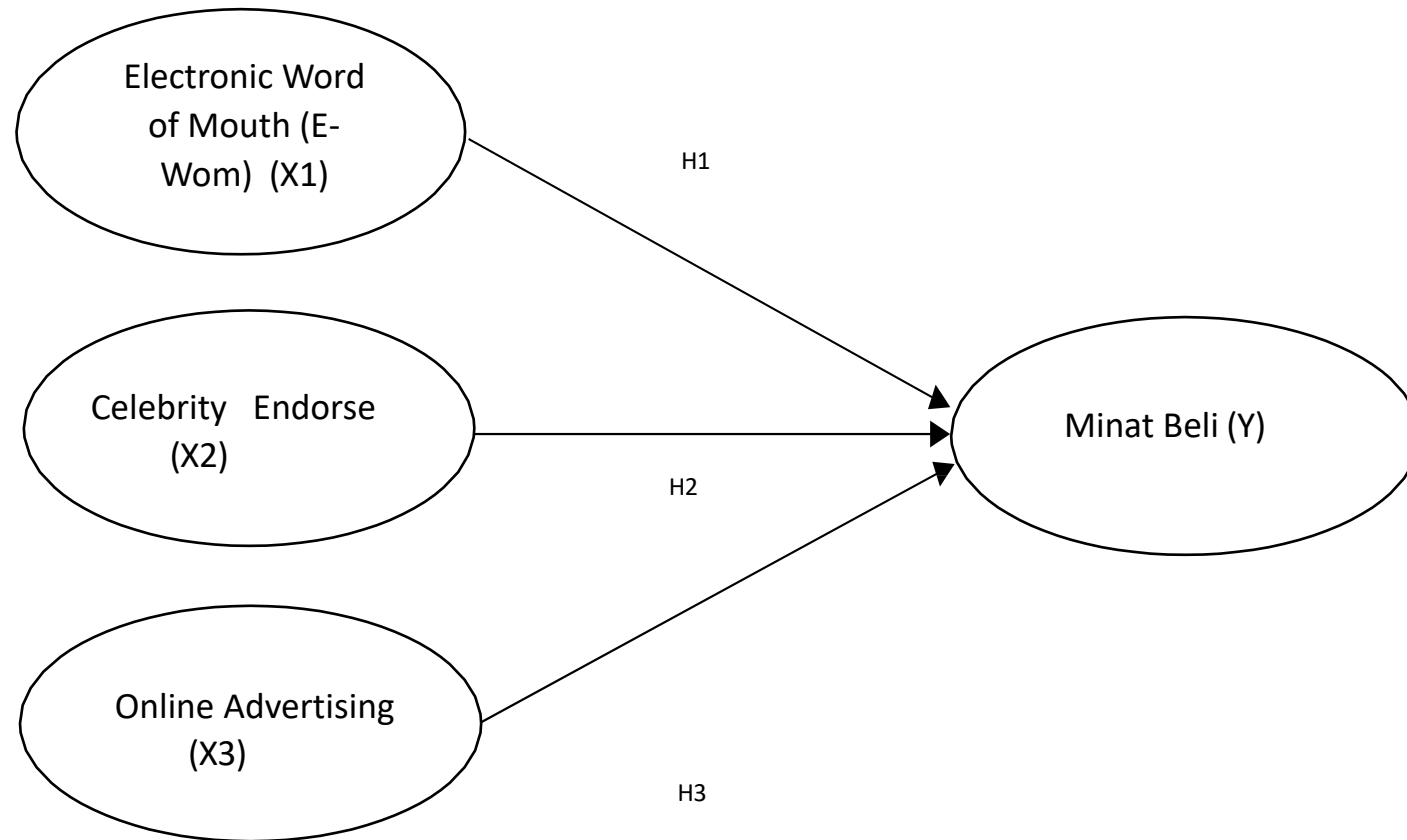 Electronic Word
of Mouth (E-
Wom) (X1)
H1
Celebrity Endorse
(X2)
Minat Beli (Y)
H2
Online Advertising
(X3)
H3